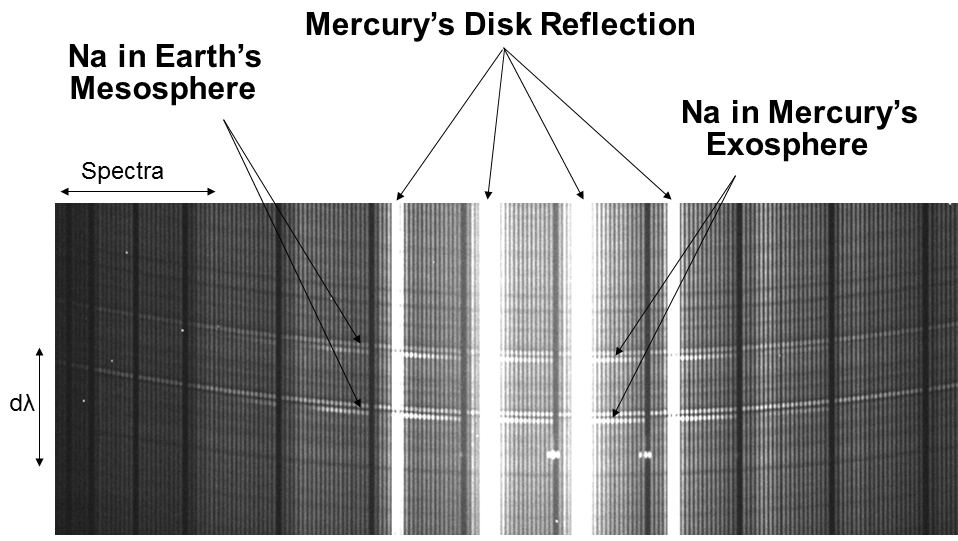 Mercury’s Disk Reflection
Na in Earth’s
Mesosphere
Na in Mercury’s
Exosphere
Spectra
dλ